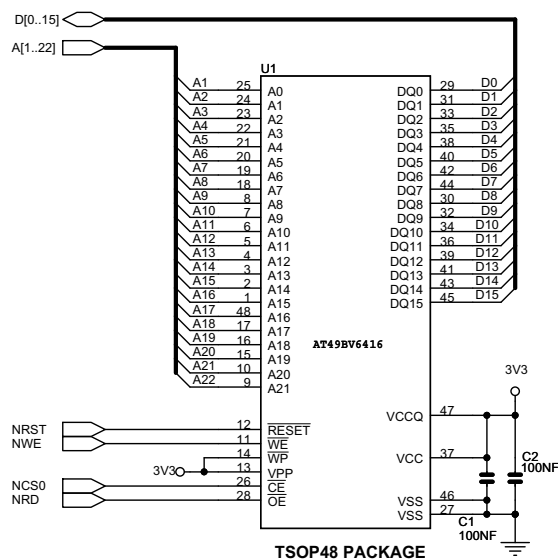 D[0..15]
A[1..22]
U1
A1 25 A0 DQ0 29 D0
A2 24 A1 DQ1 31 D1
A3 23 A2 DQ2 33 D2
A4 22 A3 DQ3 35 D3
A5 21 A4 DQ4 38 D4
A6 20 A5 DQ5 40 D5
A7 19 A6 DQ6 42 D6
A8 18 A7 DQ7 44 D7
A9 8 A8 DQ8 30 D8
A10 7 A9 DQ9 32 D9
A11 6 A10 DQ10 34 D10
A12 5 A11 DQ11 36 D11
A13 4 A12 DQ12 39 D12
A14 3 A13 DQ13 41 D13
A15 2 A14 DQ14 43 D14
A16 1 A15 DQ15 45 D15
A17 48 A16
A18 17 A17
A19 16 A18 AT49BV6416
A20 15 A19
A21 10 A20
A22 9 A21
3V3
NRST 12 RESET VCCQ 47
NWE 11 WE
14 WP
3V3 13 VPP VCC 37 C2
NCS0 26 CE 100NF
NRD 28 OE VSS 46
VSS 27 C1
100NF
TSOP48 PACKAGE